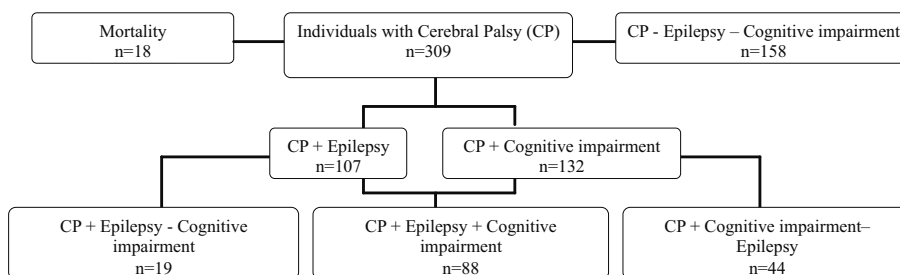 Mortality
n=18
Individuals with Cerebral Palsy (CP)
n=309
CP - Epilepsy – Cognitive impairment
n=158
CP + Epilepsy
n=107
CP + Cognitive impairment
n=132
CP + Epilepsy - Cognitive
impairment
n=19
CP + Epilepsy + Cognitive
impairment
n=88
CP + Cognitive impairment–
Epilepsy
n=44